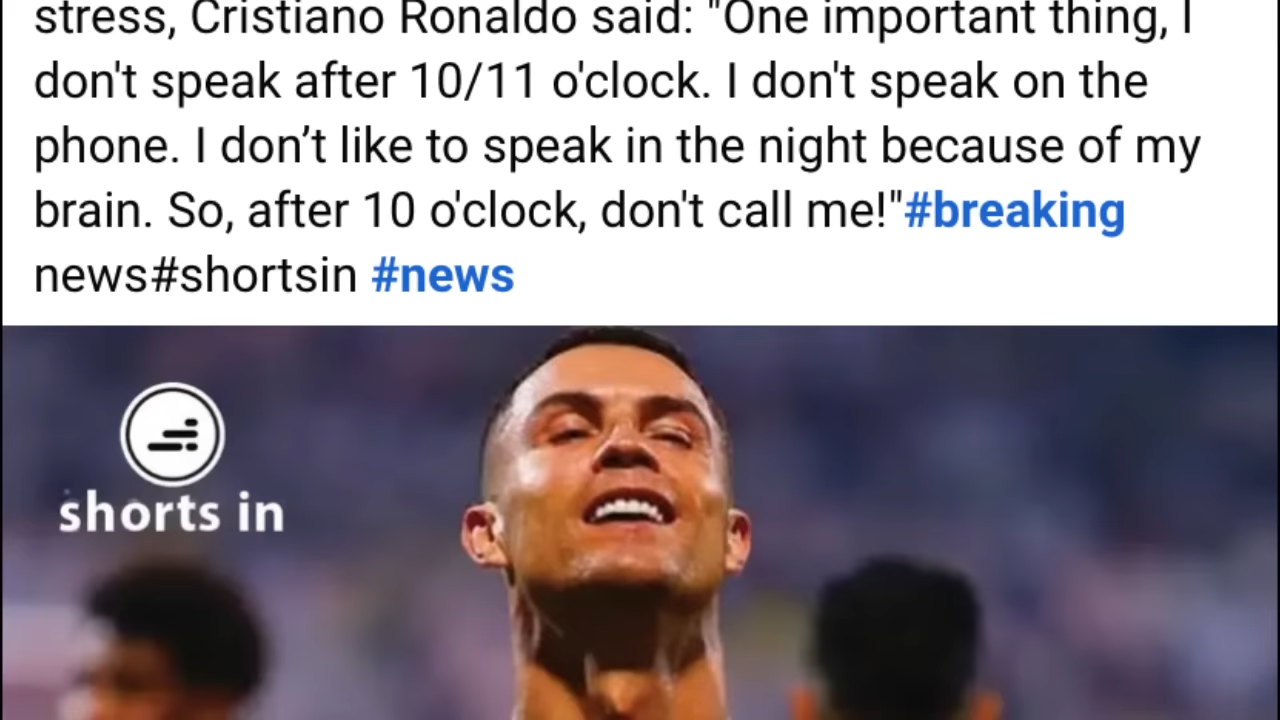 stress, Cristiano Ronaldo said: "One important thing, I
don't speak after 10/11 o'clock. I don't speak on the
phone. I don’t like to speak in the night because of my
brain. So, after 10 o'clock, don't call me!"#breaking
news#shortsin #news
shorts in